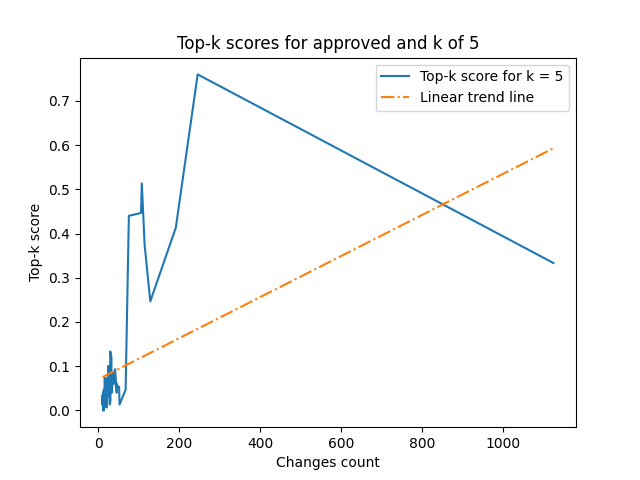 Top-k scores for approved and k of 5
Top-k score for k = 5
Linear trend line
Top-k score
0.7
0.6
0.5
0.4
0.3
0.2
0.1
0.0
0 200 400 600 800 1000
Changes count